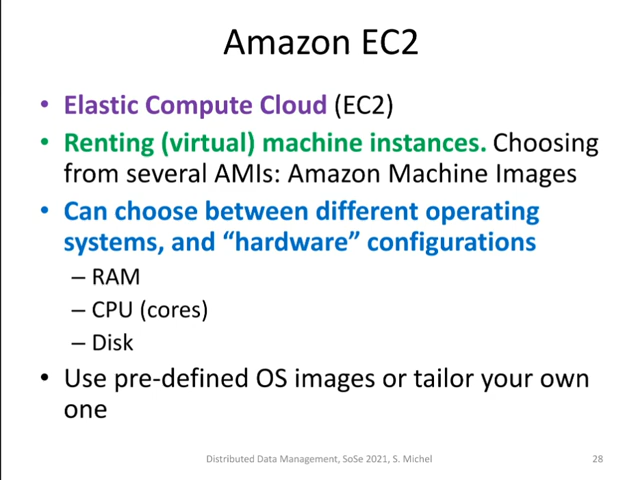 Amazon EC2
• Elastic Compute Cloud (EC2)
• Renting (virtual) machine instances. Choosing
from several AMIs: Amazon Machine Images
• Can choose between different operating
systems, and “hardware” configurations
– RAM
– CPU (cores)
– Disk
• Use pre-defined OS images or tailor your own
one
Distributed Data Management, SoSe 2021, S. Michel
28